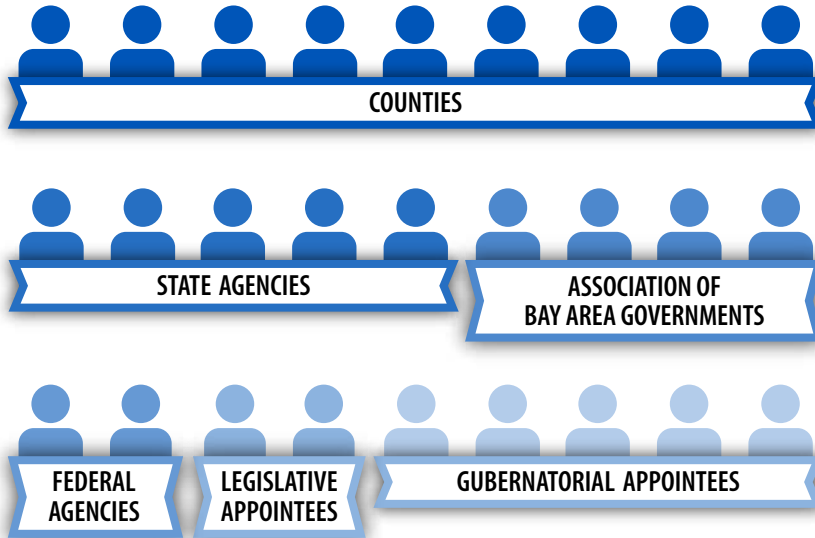 COUNTIES
STATE AGENCIES
ASSOCIATION OF
BAY AREA GOVERNMENTS
FEDERAL
AGENCIES
LEGISLATIVE
APPOINTEES
GUBERNATORIAL APPOINTEES